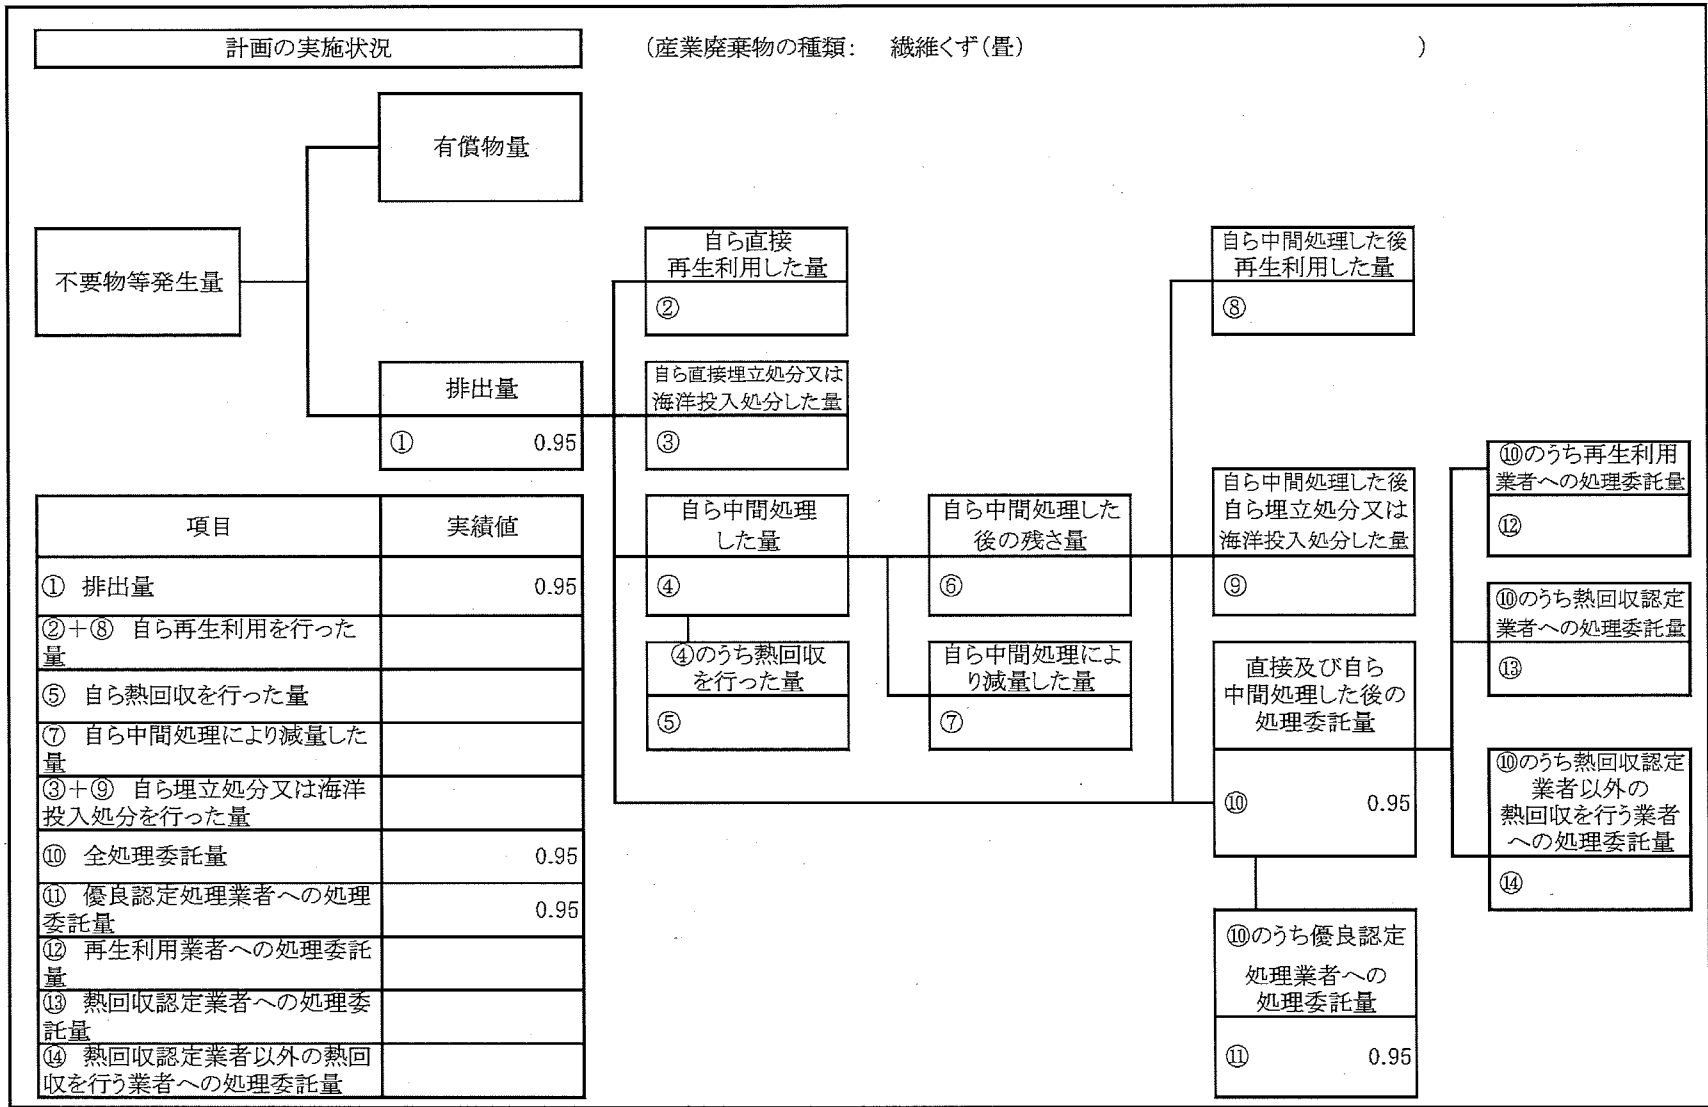 計画の実施状況
(産業廃棄物の種類: 繊維くず(畳) )
有償物量
不要物等発生量
排出量
① 0.95
自ら直接
再生利用した量
②
自ら直接埋立処分又は
海洋投入処分した量
③
自ら中間処理
した量
④
④のうち熱回収
を行った量
⑤
自ら中間処理した
後の残さ量
⑥
自ら中間処理によ
り減量した量
⑦
自ら中間処理した後
再生利用した量
⑧
自ら中間処理した後
自ら埋立処分又は
海洋投入処分した量
⑨
直接及び自ら
中間処理した後の
処理委託量
⑩ 0.95
⑩のうち優良認定
処理業者への
処理委託量
⑪ 0.95
⑩のうち再生利用
業者への処理委託量
⑫
⑩のうち熱回収認定
業者への処理委託量
⑬
⑩のうち熱回収認定
業者以外の
熱回収を行う業者
への処理委託量
⑭
項目 実績値
① 排出量 0.95
②+⑧ 自ら再生利用を行った
量
⑤ 自ら熱回収を行った量
⑦ 自ら中間処理により減量した
量
③+⑨ 自ら埋立処分又は海洋
投入処分を行った量
⑩ 全処理委託量 0.95
⑪ 優良認定処理業者への処理
委託量 0.95
⑫ 再生利用業者への処理委託
量
⑬ 熱回収認定業者への処理委
託量
⑭ 熱回収認定業者以外の熱回
収を行う業者への処理委託量